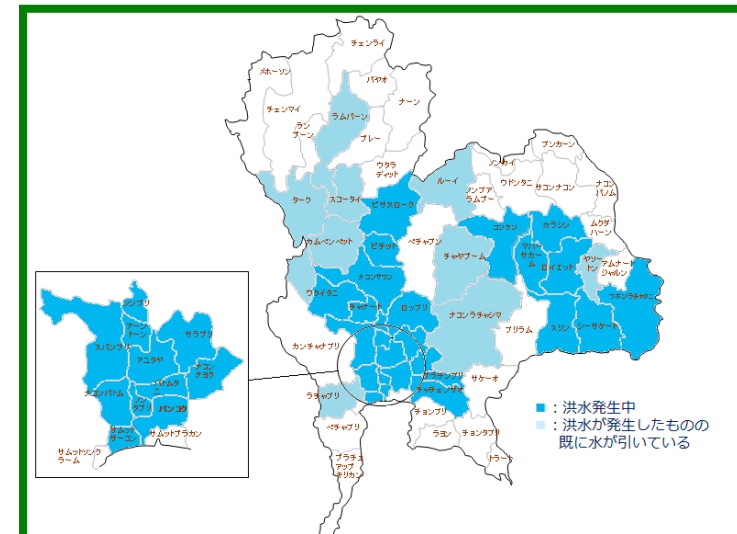 チェンライ
メホーソン
パヤオ
チェンマイ
ナーン
ラムパーン
ラン
プーン
プレー
ウタラ
ディット
ターク
スコータイ
ピサヌローク
カムペンペット
ピチット
ペチャブン
ルーイ
ノンカイ
ブンカーン
ウドンタニ
サコンナコン
ナコン
パノム
ノンブア
ラムプー
コンケン
カラシン
ムクダ
ハーン
マハー
サカーム
ロイエット
ヤソー
トン
アムナート
ジャルン
チャヤプーム
ウボンラチャタニ
ナコンサワン
ウタイタニ
チャナート
ロッブリ
ナコンラチャシマ
ブリラム
スリン
シーサケート
カンチャナブリ
プラチンブリ
サケーオ
チャチェンサオ
ラチャブリ
チョンブリ
ペチャブリ
ラヨン
チョンタブリ
トラート
プラチュ
アップ
キリカン
シンブリ
アーン
トーン
サラブリ
スパンブリ
アユタヤ
ナコン
ナヨク
パトムタ
ニ
ナコンパトム
ノン
タブリ
バンコク
サムット
サーコン
サムットプラカン
サムットソンク
ラーム
：洪水発生中
：洪水が発生したものの
既に水が引いている